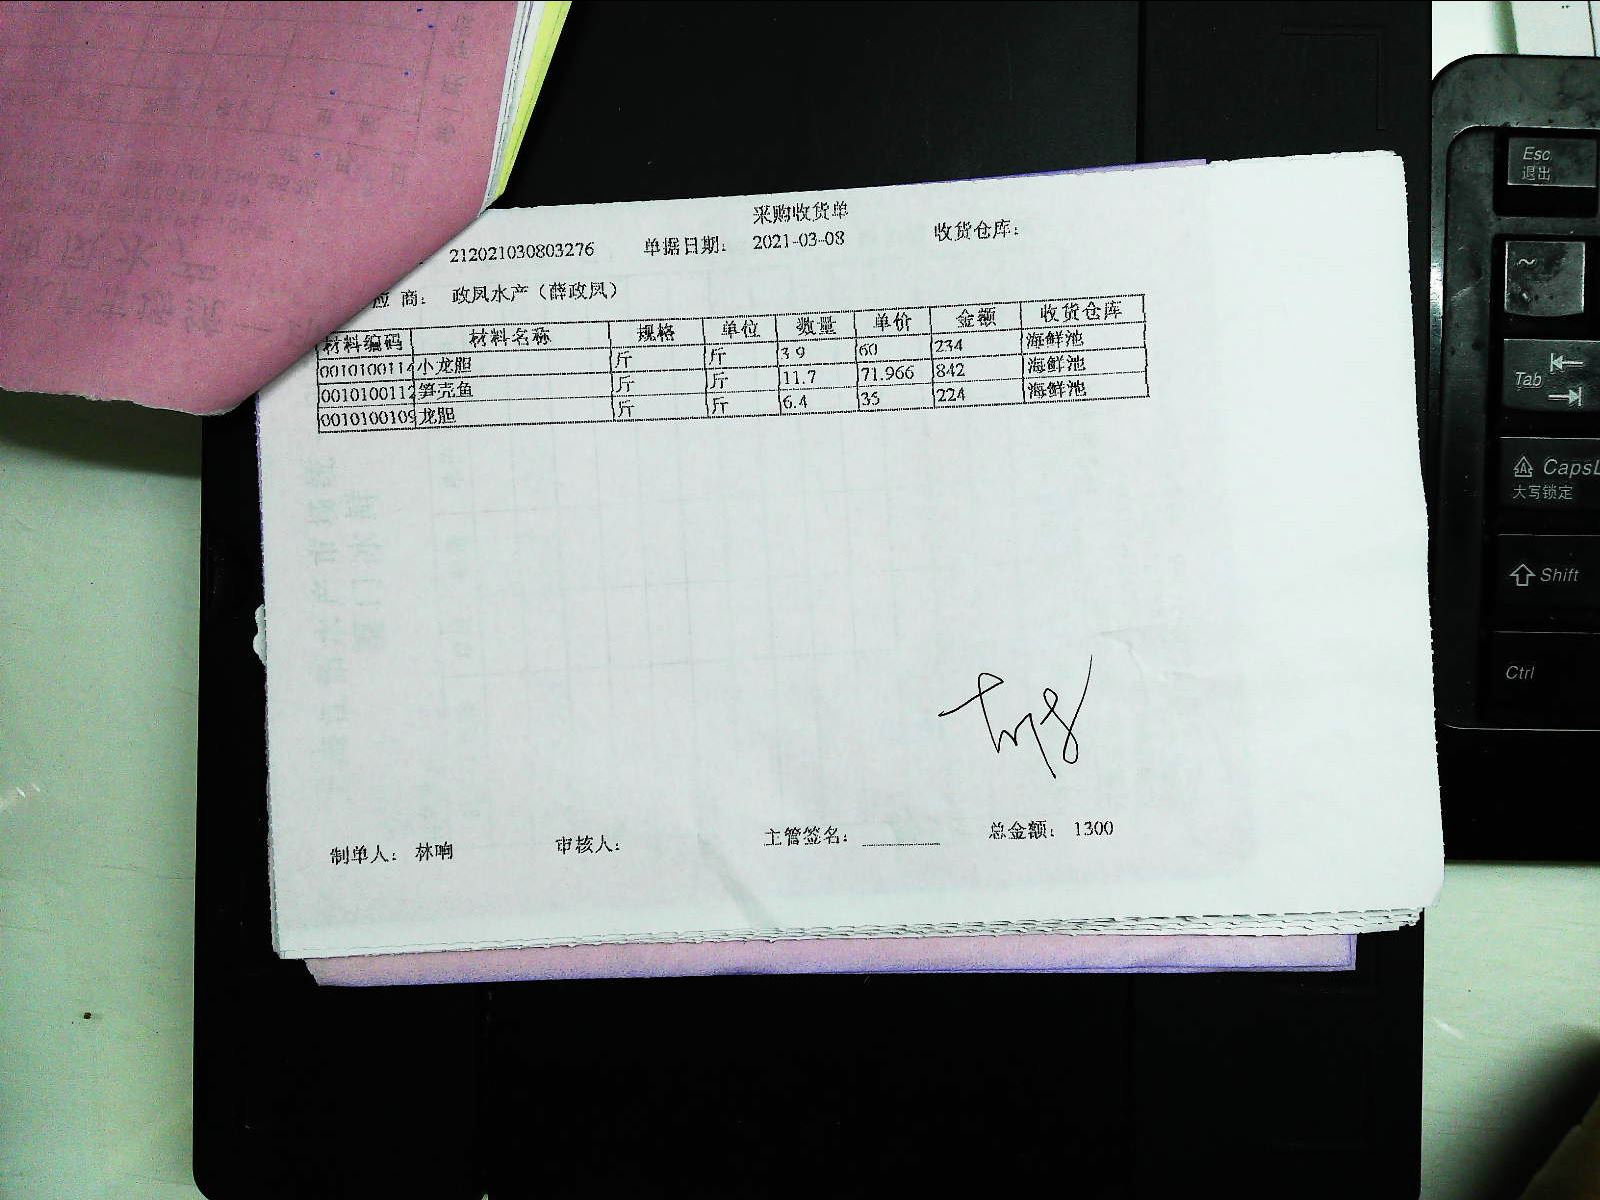 采购收货单
212021030803276 单据日期: 2021-03-08 收货仓库:
应 商: 政凤水产（薛政凤）
材料编码 材料名称 规格 单位 数量 单价 金额 收货仓库
0010100114 小龙胆 斤 斤 3.9 60 234 海鲜池
0010100112 笋壳鱼 斤 斤 11.7 71.966 842 海鲜池
0010100109 龙胆 斤 斤 6.4 35 224 海鲜池
制单人: 林响 审核人: 主管签名: 总金额: 1300
Esc
退出
~
Tab
CapsL
大写锁定
Shift
Ctrl